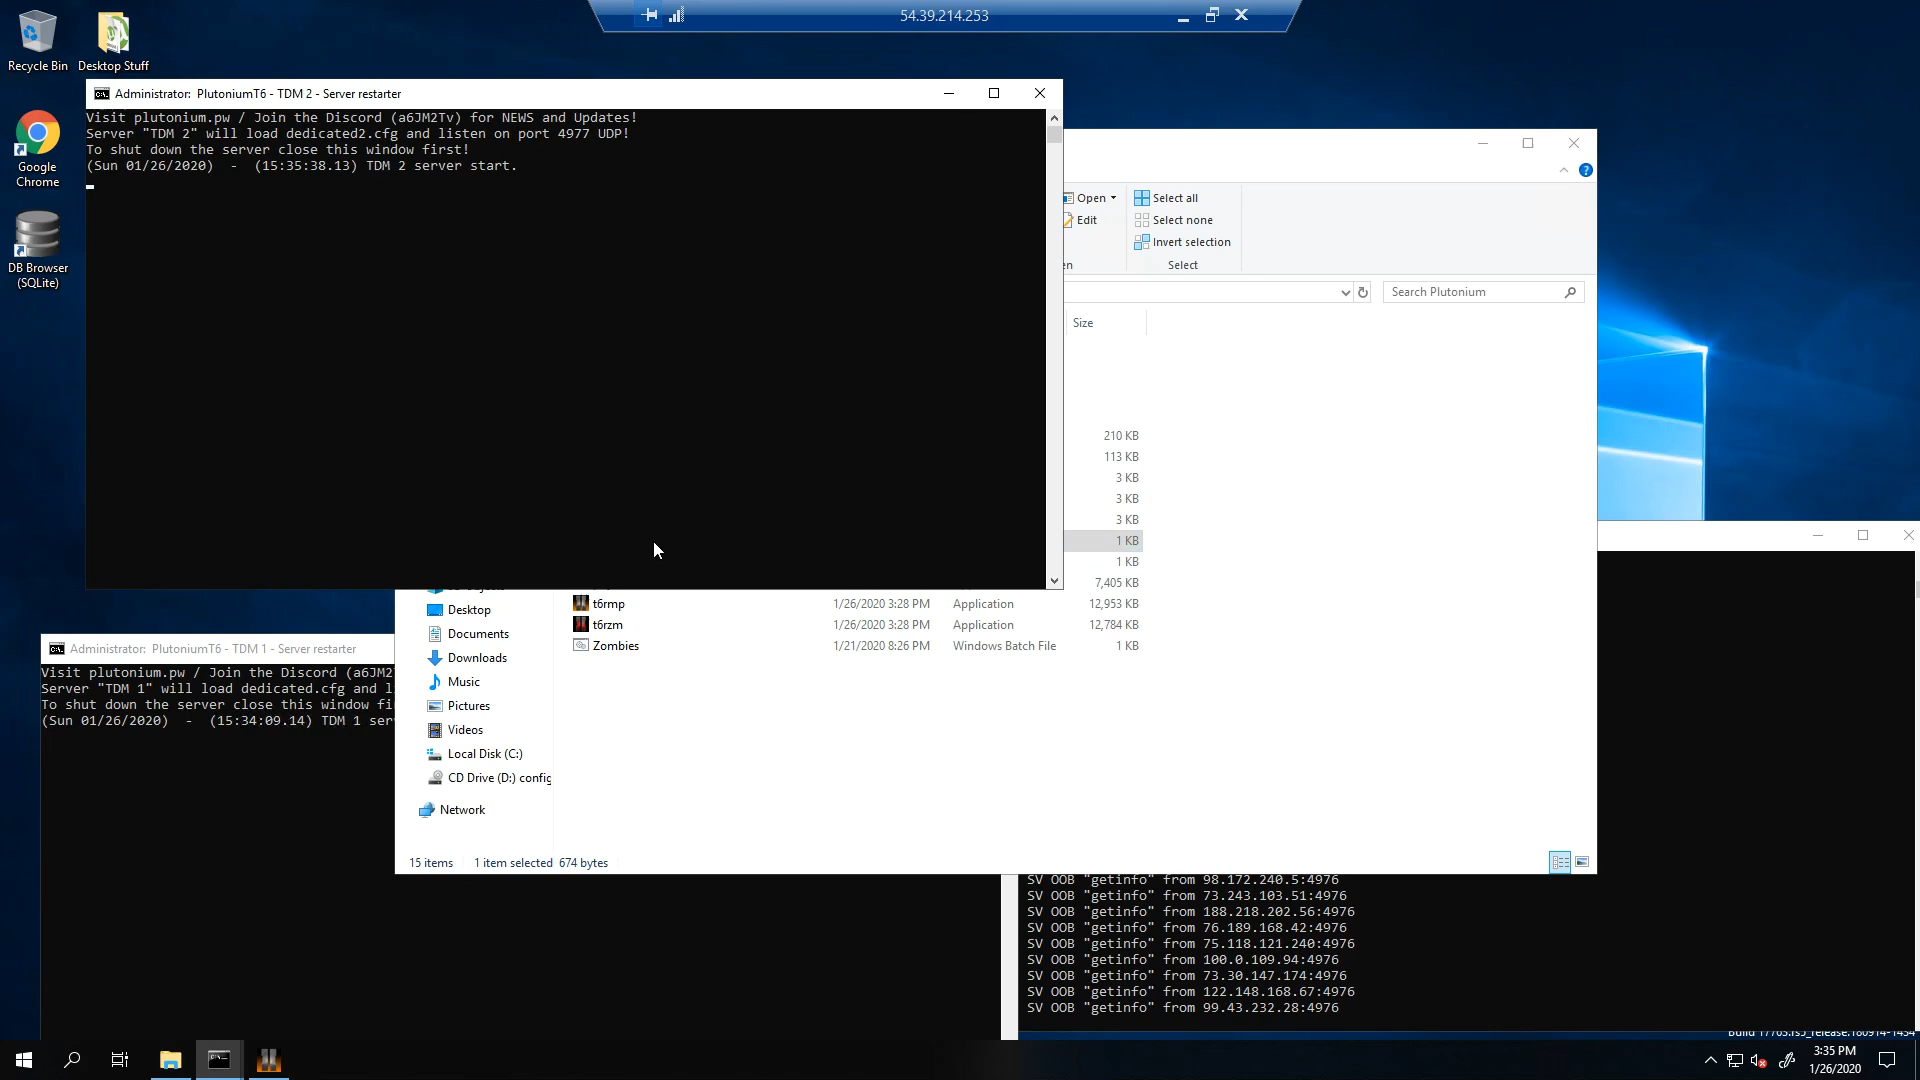 54.39.214.253
Recycle Bin
Desktop Stuff
Google
Chrome
DB Browser
(SQLite)
Administrator:  PlutoniumT6 - TDM 2 - Server restarter
Visit plutonium.pw / Join the Discord (a6JM2Tv) for NEWS and Updates!
Server "TDM 2" will load dedicated2.cfg and listen on port 4977 UDP!
To shut down the server close this window first!
(Sun 01/26/2020)  -  (15:35:38.13) TDM 2 server start.
Open
Select all
Edit
Select none
Invert selection
en
Select
Search Plutonium
Size
210 KB
113 KB
3 KB
3 KB
3 KB
1 KB
1 KB
7,405 KB
t6rmp 1/26/2020 3:28 PM Application 12,953 KB
t6rzm 1/26/2020 3:28 PM Application 12,784 KB
Zombies 1/21/2020 8:26 PM Windows Batch File 1 KB
Desktop
Documents
Downloads
Music
Pictures
Videos
Local Disk (C:)
CD Drive (D:) config
Network
15 items 1 item selected 674 bytes
Administrator:  PlutoniumT6 - TDM 1 - Server restarter
Visit plutonium.pw / Join the Discord (a6JM2
Server "TDM 1" will load dedicated.cfg and l
To shut down the server close this window fi
(Sun 01/26/2020)  -  (15:34:09.14) TDM 1 ser
SV OOB "getinfo" from 98.172.240.5:4976
SV OOB "getinfo" from 73.243.103.51:4976
SV OOB "getinfo" from 188.218.202.56:4976
SV OOB "getinfo" from 76.189.168.42:4976
SV OOB "getinfo" from 75.118.121.240:4976
SV OOB "getinfo" from 100.0.109.94:4976
SV OOB "getinfo" from 73.30.147.174:4976
SV OOB "getinfo" from 122.148.168.67:4976
SV OOB "getinfo" from 99.43.232.28:4976
Build 17763.rs5_release.180914-1434
3:35 PM
1/26/2020